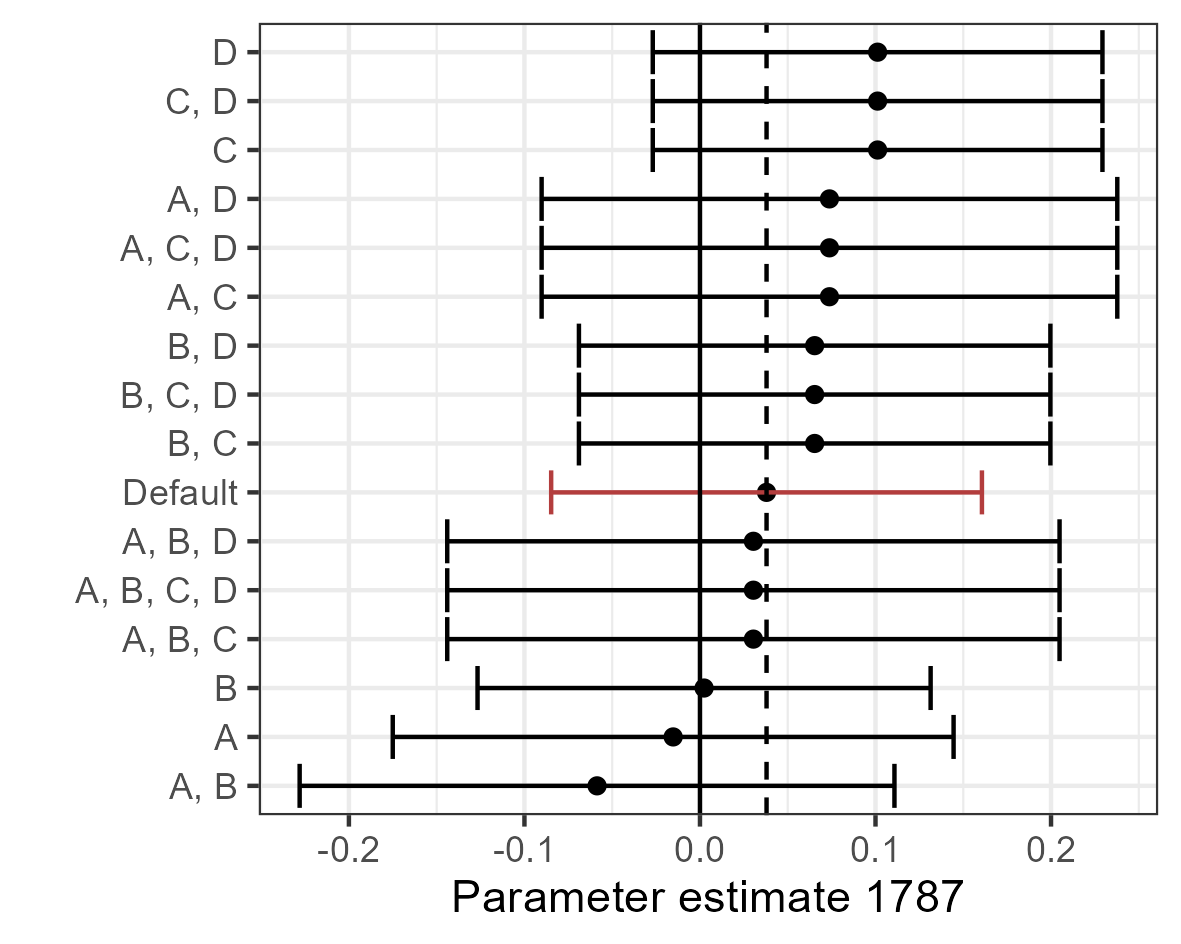 D
C, D
C
A, D
A, C, D
A, C
B, D
B, C, D
B, C
Default
A, B, D
A, B, C, D
A, B, C
B
A
A, B
-0.2 -0.1 0.0 0.1 0.2
Parameter estimate 1787